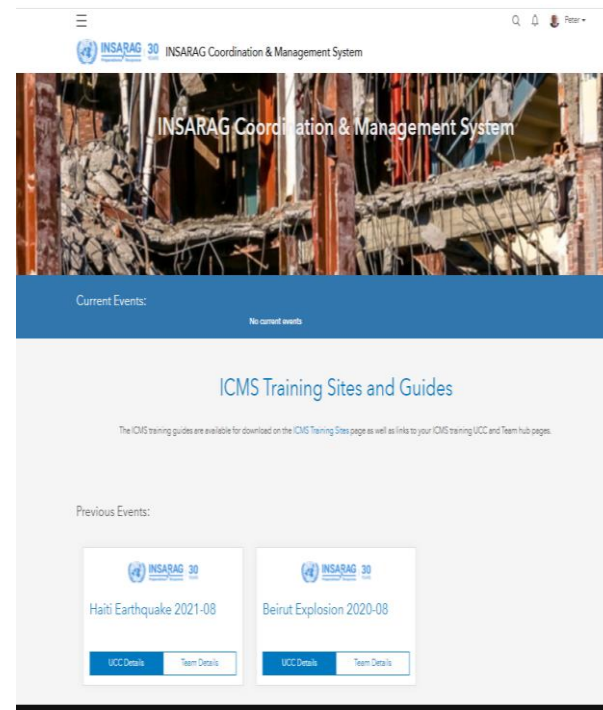 Peter
INSARAG 30 INSARAG Coordination & Management System
INSARAG Coordination & Management System
Current Events:
No current events
ICMS Training Sites and Guides
The ICMS training guides are available for download on the ICMS Training Sites page as well as links to your ICMS training UCC and Team hub pages.
Previous Events:
INSARAG 30
INSARAG 30
Haiti Earthquake 2021-08
Beirut Explosion 2020-08
UCC Details
Team Details
UCC Details
Team Details